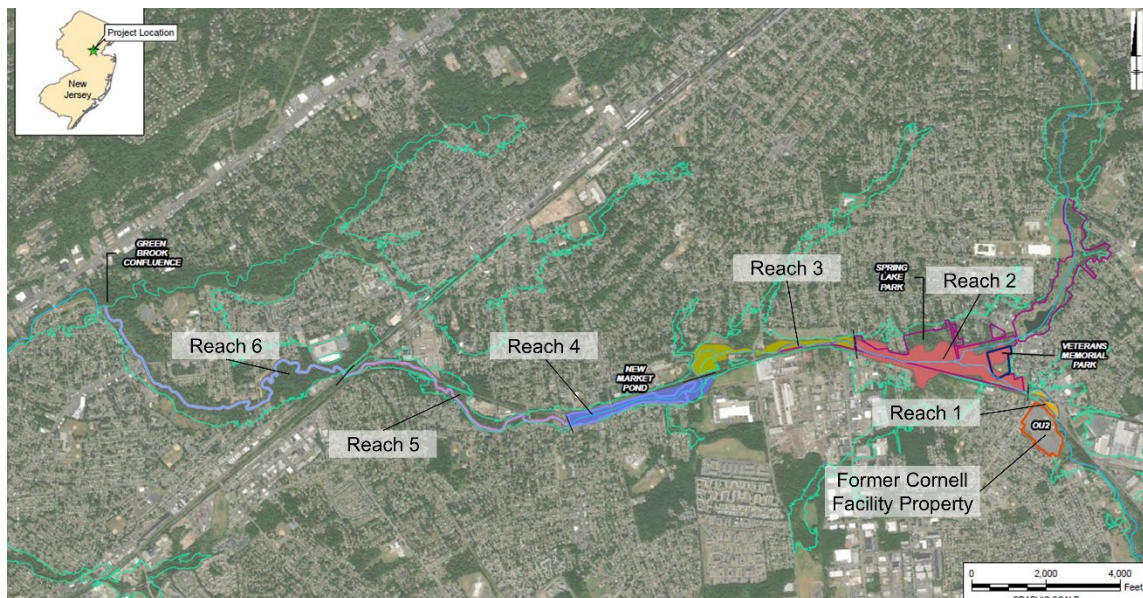 Project Location
New
Jersey
GREEN
BROOK
CONFLUENCE
Reach 6
Reach 5
Reach 4
NEW
MARKET
POND
Reach 3
SPRING
LAKE
PARK
Reach 2
VETERANS
MEMORIAL
PARK
Reach 1
OU2
Former Cornell
Facility Property
0 2,000 4,000
Feet
GRAPHIC SCALE